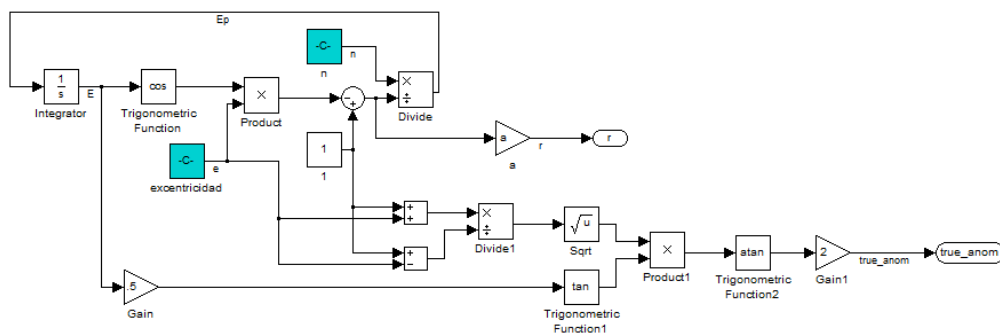 Ep
-C-
n
n
×
÷
Divide
1
s
Integrator
E
cos
Trigonometric
Function
×
Product
−
+
-C-
e
excentricidad
1
1
a
a
r
r
+
+
+
−
×
÷
Divide1
√u
Sqrt
×
Product1
atan
Trigonometric
Function2
2
Gain1
true_anom
true_anom
.5
Gain
tan
Trigonometric
Function1